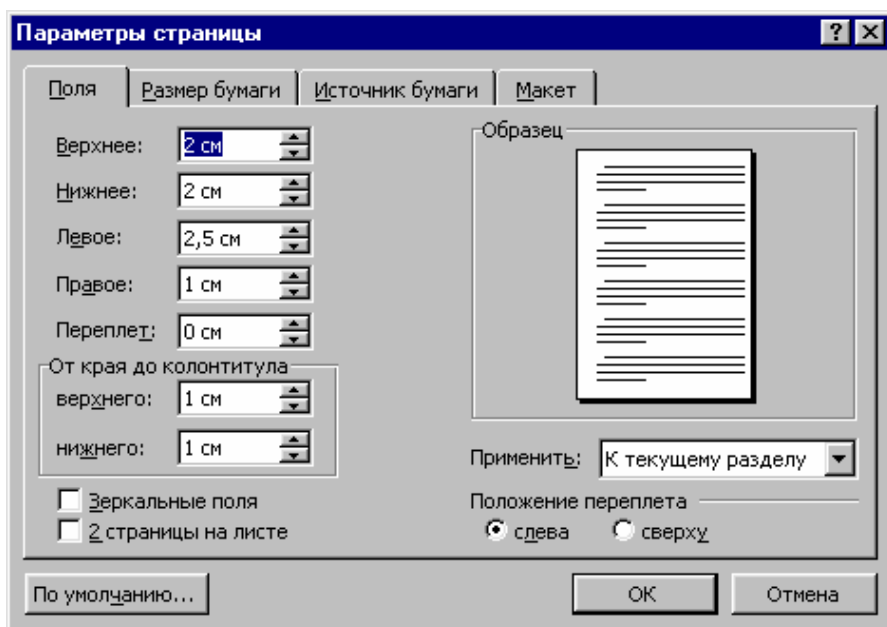 Параметры страницы
Поля Размер бумаги Источник бумаги Макет
Верхнее: 2 см
Нижнее: 2 см
Левое: 2,5 см
Правое: 1 см
Переплет: 0 см
От края до колонтитула
верхнего: 1 см
нижнего: 1 см
Зеркальные поля
2 страницы на листе
Образец
Применить: К текущему разделу
Положение переплета
слева сверху
По умолчанию... ОК Отмена